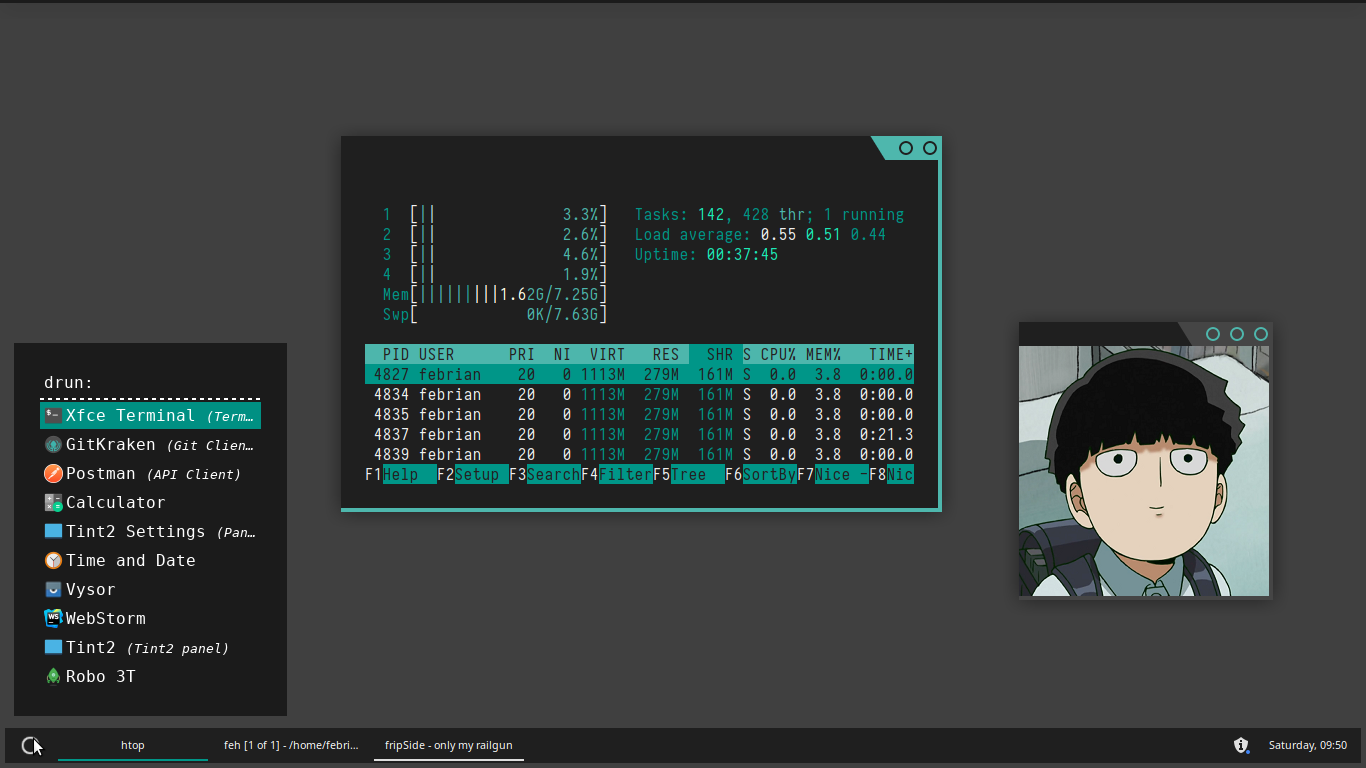 1 [|| 3.3%]
2 [|| 2.6%]
3 [|| 4.6%]
4 [|| 1.9%]
Mem[|||||||||1.62G/7.25G]
Swp[ 0K/7.63G]
Tasks: 142, 428 thr; 1 running
Load average: 0.55 0.51 0.44
Uptime: 00:37:45
PID USER PRI NI VIRT RES SHR S CPU% MEM% TIME+
4827 febrian 20 0 1113M 279M 161M S 0.0 3.8 0:00.0
4834 febrian 20 0 1113M 279M 161M S 0.0 3.8 0:00.0
4835 febrian 20 0 1113M 279M 161M S 0.0 3.8 0:00.0
4837 febrian 20 0 1113M 279M 161M S 0.0 3.8 0:21.3
4839 febrian 20 0 1113M 279M 161M S 0.0 3.8 0:00.0
F1Help F2Setup F3SearchF4FilterF5Tree F6SortByF7Nice -F8Nic
drun:
Xfce Terminal (Term…
GitKraken (Git Clien…
Postman (API Client)
Calculator
Tint2 Settings (Pan…
Time and Date
Vysor
WS WebStorm
Tint2 (Tint2 panel)
Robo 3T
htop
feh [1 of 1] - /home/febri...
fripSide - only my railgun
Saturday, 09:50